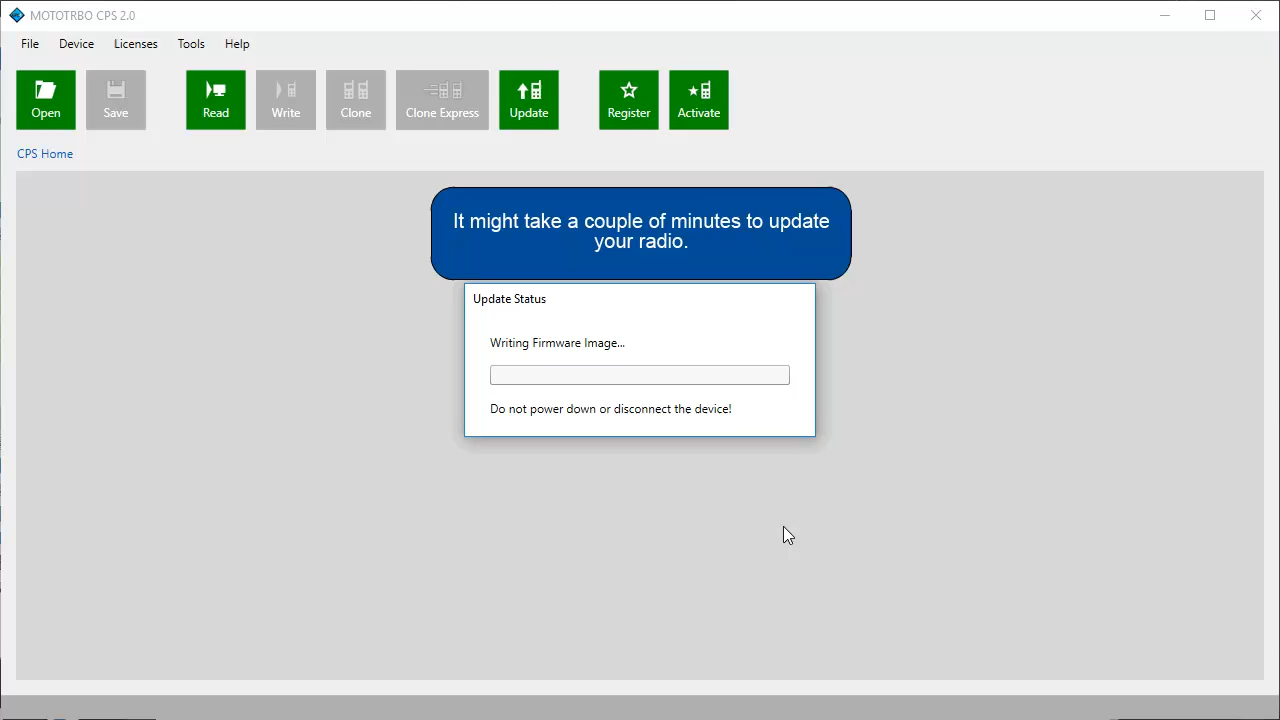 MOTOTRBO CPS 2.0
File Device Licenses Tools Help
Open Save Read Write Clone Clone Express Update Register Activate
CPS Home
It might take a couple of minutes to update
your radio.
Update Status
Writing Firmware Image...
Do not power down or disconnect the device!